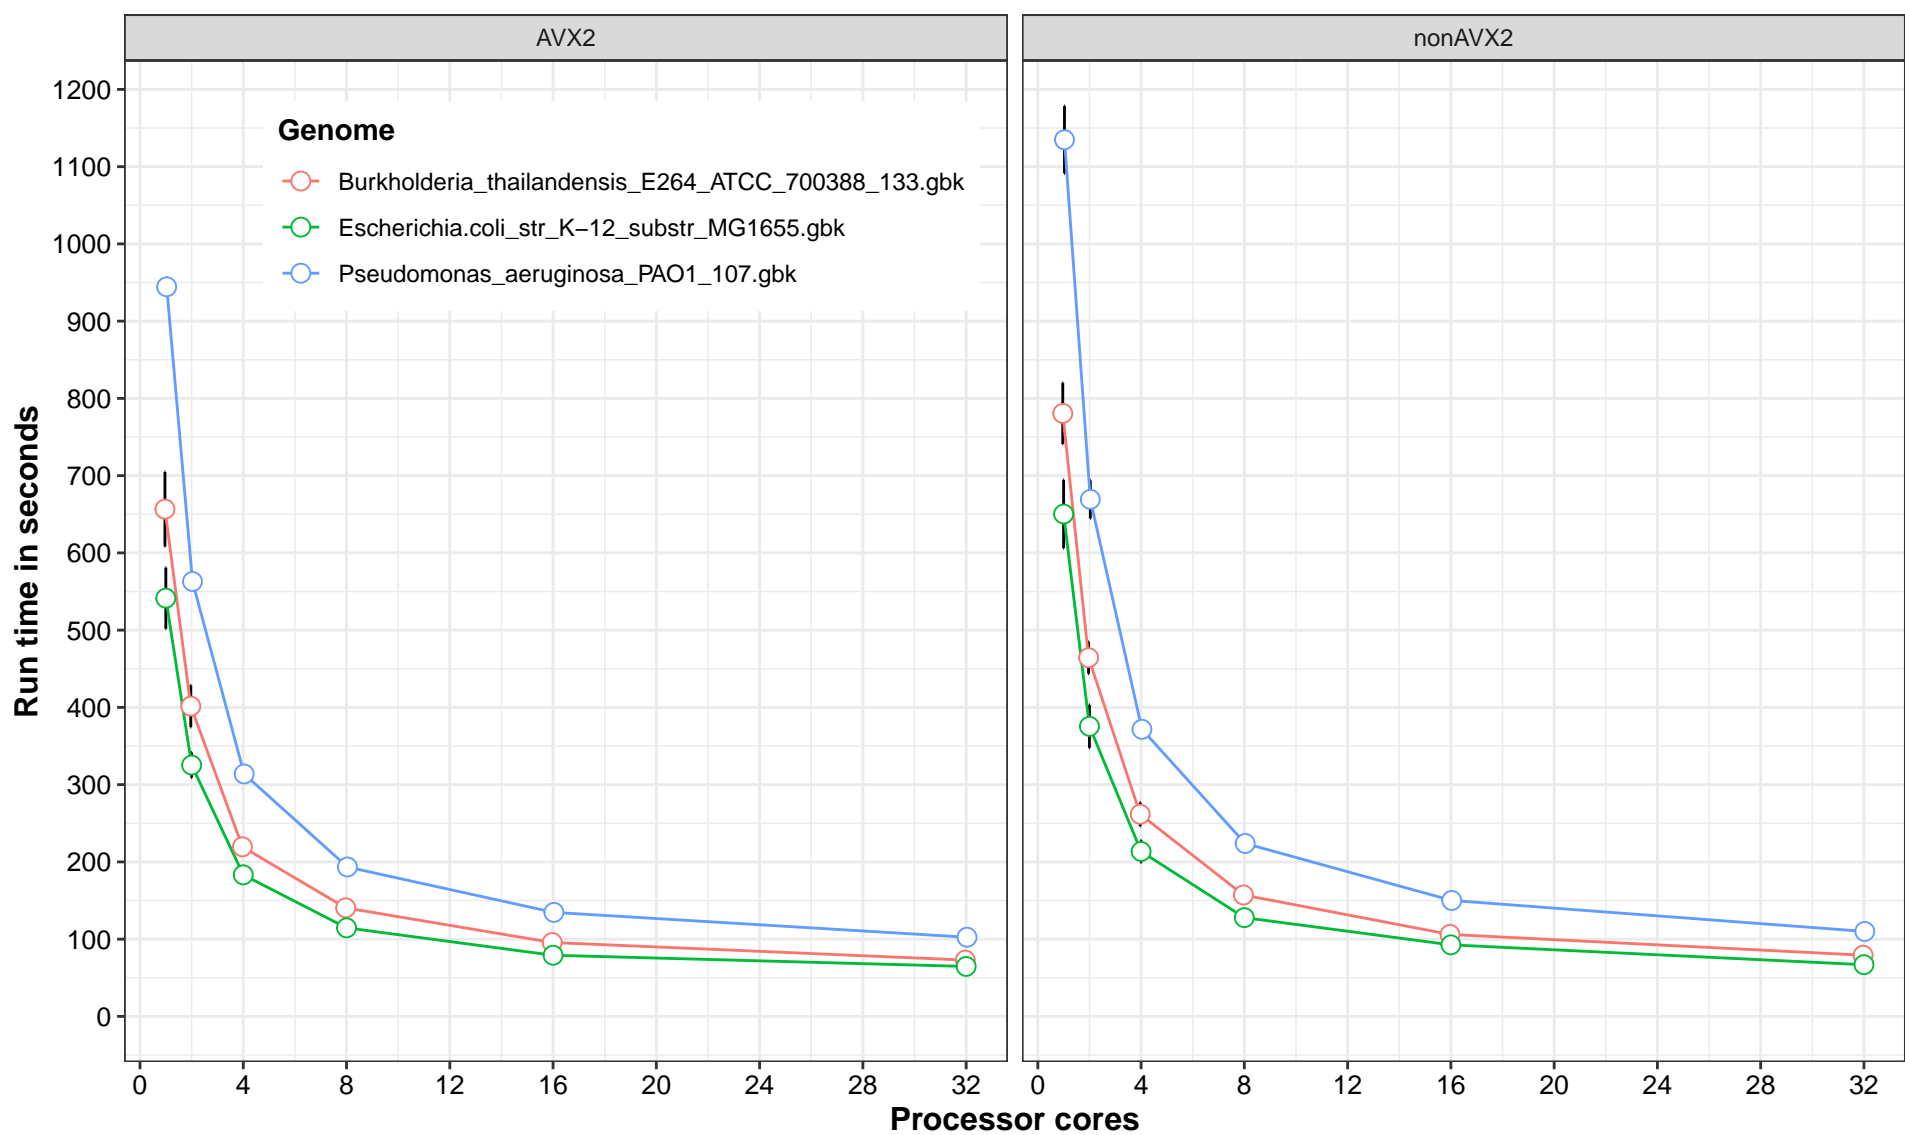 AVX2
nonAVX2
Run time in seconds
1200
1100
1000
900
800
700
600
500
400
300
200
100
0
Genome
Burkholderia_thailandensis_E264_ATCC_700388_133.gbk
Escherichia.coli_str_K−12_substr_MG1655.gbk
Pseudomonas_aeruginosa_PAO1_107.gbk
0 4 8 12 16 20 24 28 32
0 4 8 12 16 20 24 28 32
Processor cores